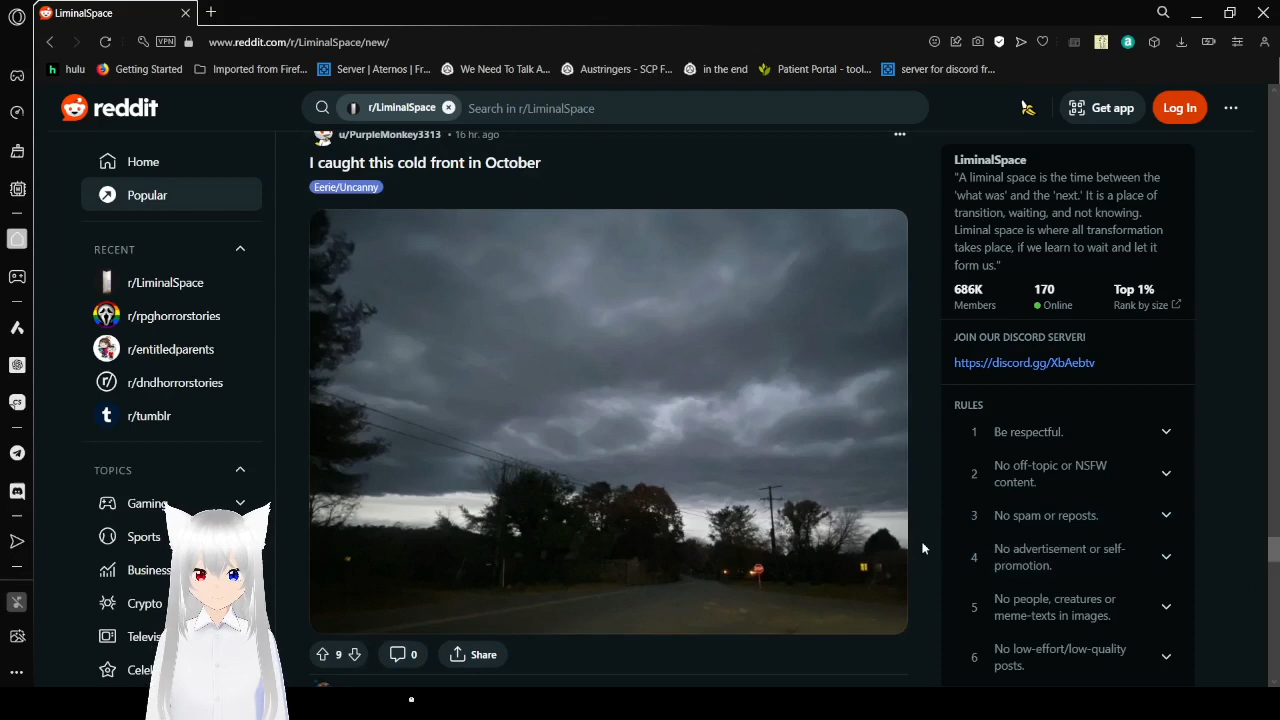 LiminalSpace
VPN
www.reddit.com/r/LiminalSpace/new/
h hulu
Getting Started
Imported from Firef...
Server | Aternos | Fr...
We Need To Talk A...
Austringers - SCP F...
in the end
Patient Portal - tool...
server for discord fr...
reddit
r/LiminalSpace
Search in r/LiminalSpace
Get app
Log In
Home
Popular
RECENT
r/LiminalSpace
r/rpghorrorstories
r/entitledparents
r/dndhorrorstories
r/tumblr
TOPICS
Gaming
Sports
Business
Crypto
Televis
Celeb
u/PurpleMonkey3313 • 16 hr. ago
I caught this cold front in October
Eerie/Uncanny
9
0
Share
LiminalSpace
"A liminal space is the time between the
'what was' and the 'next.' It is a place of
transition, waiting, and not knowing.
Liminal space is where all transformation
takes place, if we learn to wait and let it
form us."
686K
Members
170
Online
Top 1%
Rank by size
JOIN OUR DISCORD SERVER!
https://discord.gg/XbAebtv
RULES
1 Be respectful.
2 No off-topic or NSFW
content.
3 No spam or reposts.
4 No advertisement or self-
promotion.
5 No people, creatures or
meme-texts in images.
6 No low-effort/low-quality
posts.